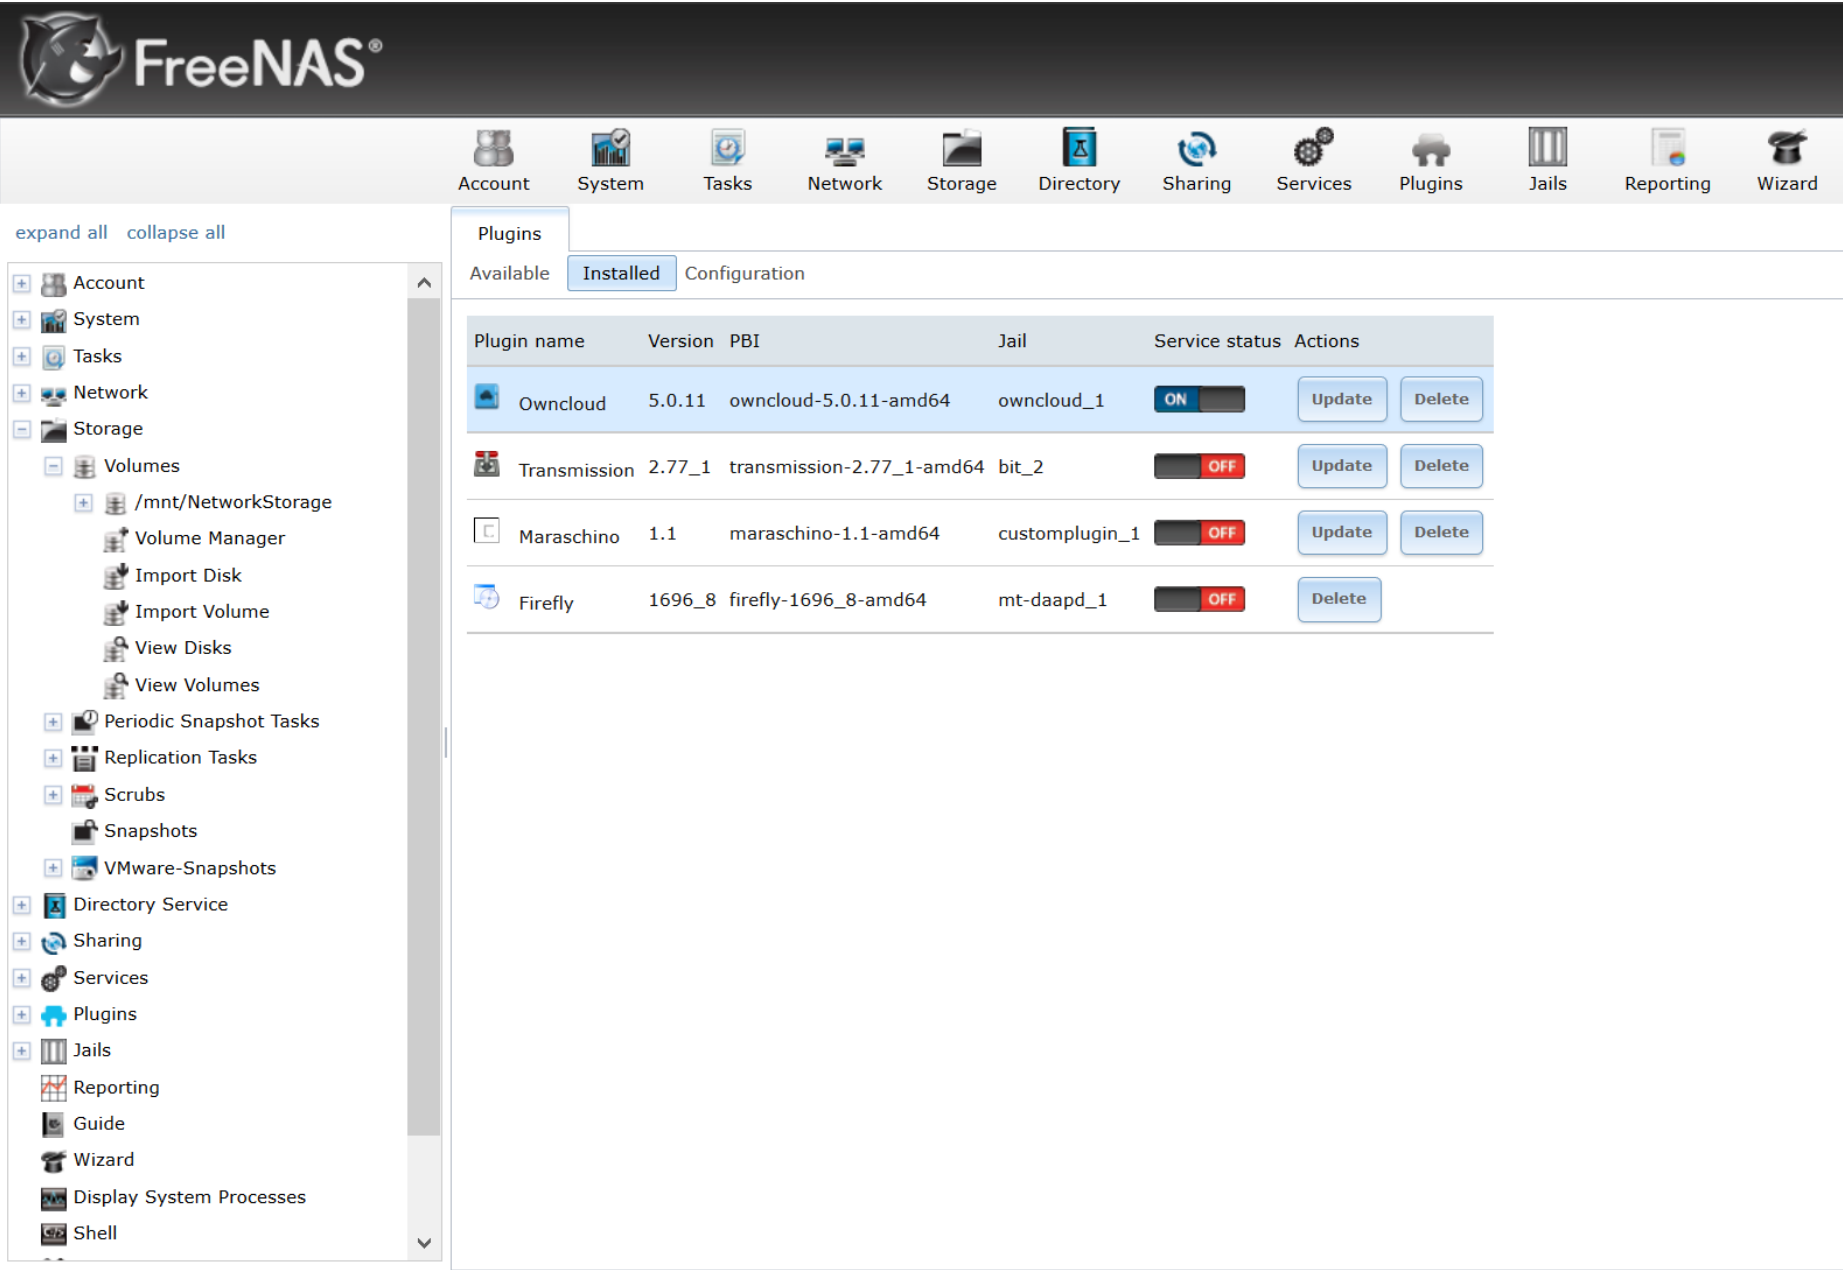 FreeNAS®
Account System Tasks Network Storage Directory Sharing Services Plugins Jails Reporting Wizard
expand all collapse all
Account
System
Tasks
Network
Storage
Volumes
/mnt/NetworkStorage
Volume Manager
Import Disk
Import Volume
View Disks
View Volumes
Periodic Snapshot Tasks
Replication Tasks
Scrubs
Snapshots
VMware-Snapshots
Directory Service
Sharing
Services
Plugins
Jails
Reporting
Guide
Wizard
Display System Processes
Shell
Plugins
Available Installed Configuration
Plugin name Version PBI Jail Service status Actions
Owncloud 5.0.11 owncloud-5.0.11-amd64 owncloud_1 ON Update Delete
Transmission 2.77_1 transmission-2.77_1-amd64 bit_2 OFF Update Delete
Maraschino 1.1 maraschino-1.1-amd64 customplugin_1 OFF Update Delete
Firefly 1696_8 firefly-1696_8-amd64 mt-daapd_1 OFF Delete